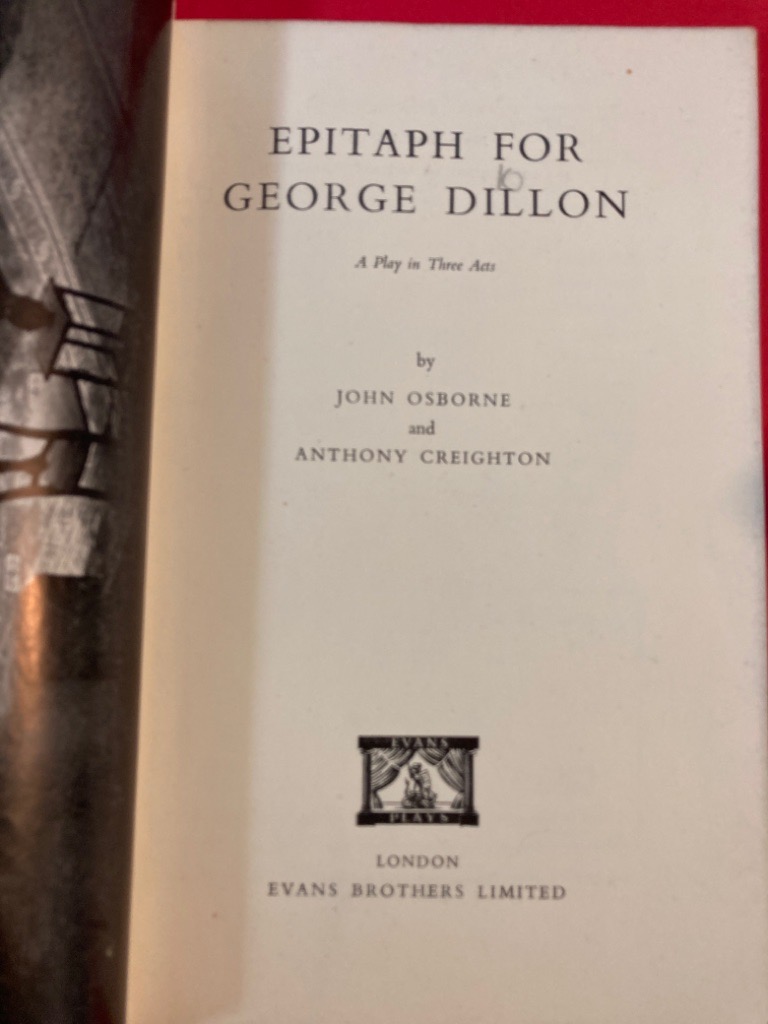 EPITAPH FOR
GEORGE DILLON
A Play in Three Acts
by
JOHN OSBORNE
and
ANTHONY CREIGHTON
EVANS
PLAYS
LONDON
EVANS BROTHERS LIMITED